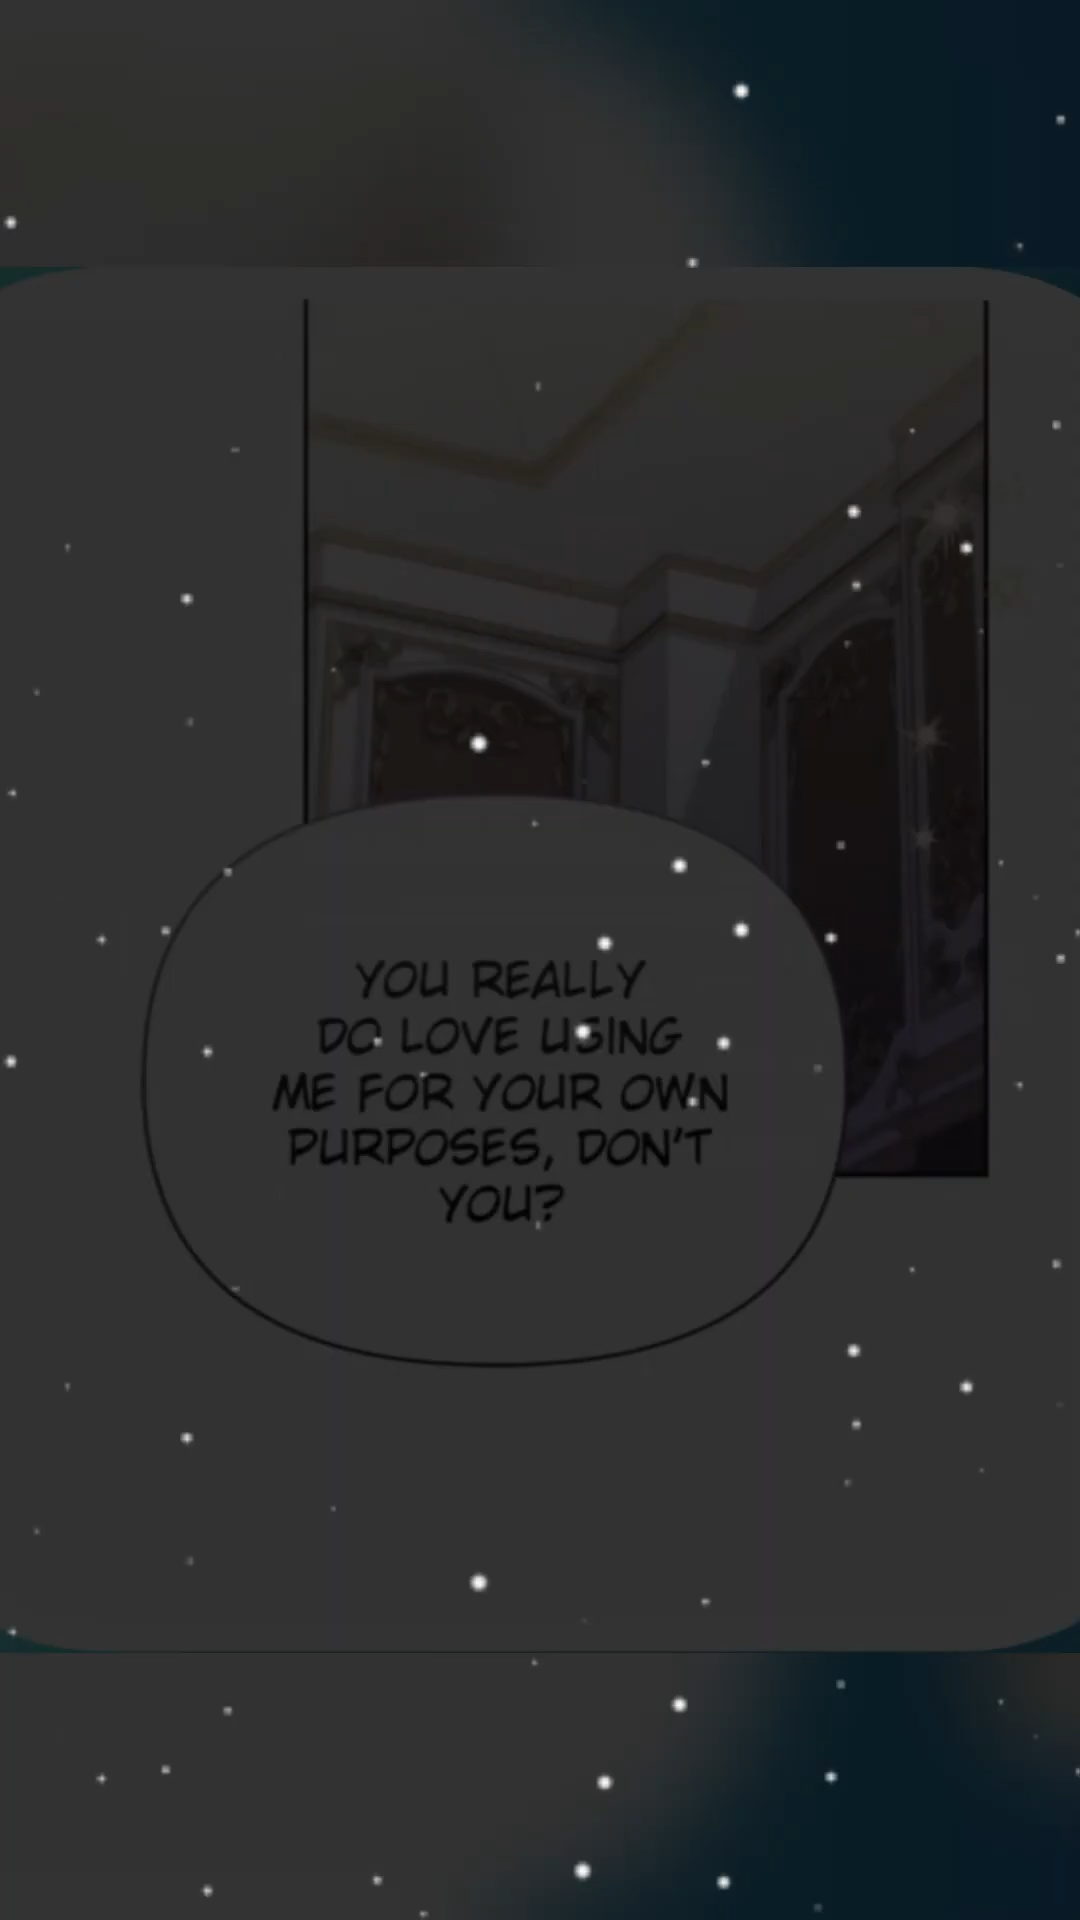 YOU REALLY
DO LOVE USING
ME FOR YOUR OWN
PURPOSES, DON'T
YOU?